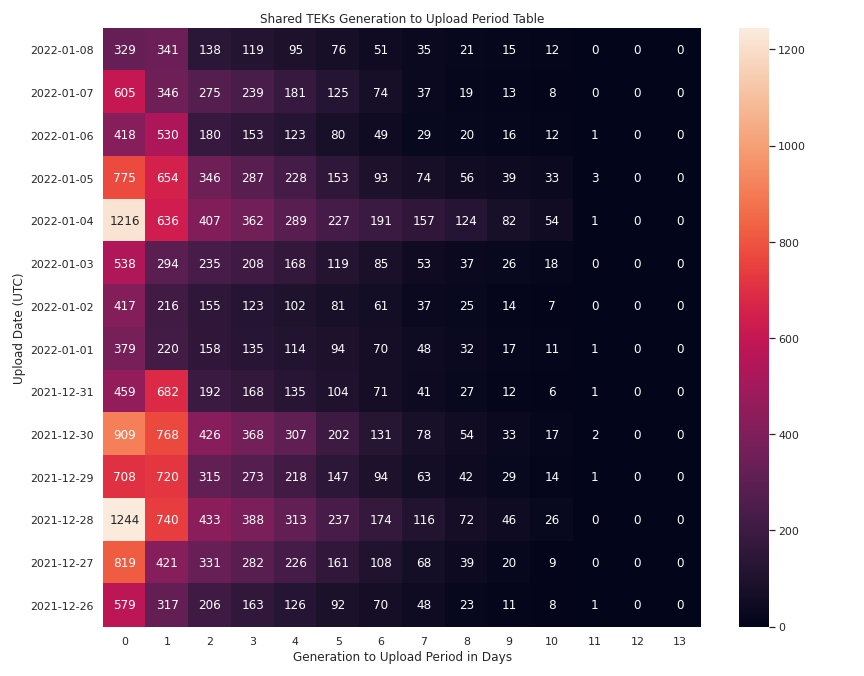 Shared TEKs Generation to Upload Period Table
2022-01-08 329 341 138 119 95 76 51 35 21 15 12 0 0 0
2022-01-07 605 346 275 239 181 125 74 37 19 13 8 0 0 0
2022-01-06 418 530 180 153 123 80 49 29 20 16 12 1 0 0
2022-01-05 775 654 346 287 228 153 93 74 56 39 33 3 0 0
2022-01-04 1216 636 407 362 289 227 191 157 124 82 54 1 0 0
2022-01-03 538 294 235 208 168 119 85 53 37 26 18 0 0 0
2022-01-02 417 216 155 123 102 81 61 37 25 14 7 0 0 0
2022-01-01 379 220 158 135 114 94 70 48 32 17 11 1 0 0
2021-12-31 459 682 192 168 135 104 71 41 27 12 6 1 0 0
2021-12-30 909 768 426 368 307 202 131 78 54 33 17 2 0 0
2021-12-29 708 720 315 273 218 147 94 63 42 29 14 1 0 0
2021-12-28 1244 740 433 388 313 237 174 116 72 46 26 0 0 0
2021-12-27 819 421 331 282 226 161 108 68 39 20 9 0 0 0
2021-12-26 579 317 206 163 126 92 70 48 23 11 8 1 0 0
0 1 2 3 4 5 6 7 8 9 10 11 12 13
Generation to Upload Period in Days
Upload Date (UTC)
1200
1000
800
600
400
200
0